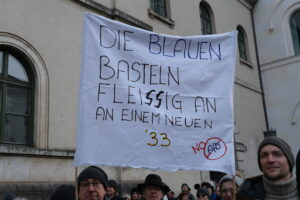 DIE BLAUEN
BASTELN
FLEISSIG AN
AN EINEM NEUEN
'33
NO AFD